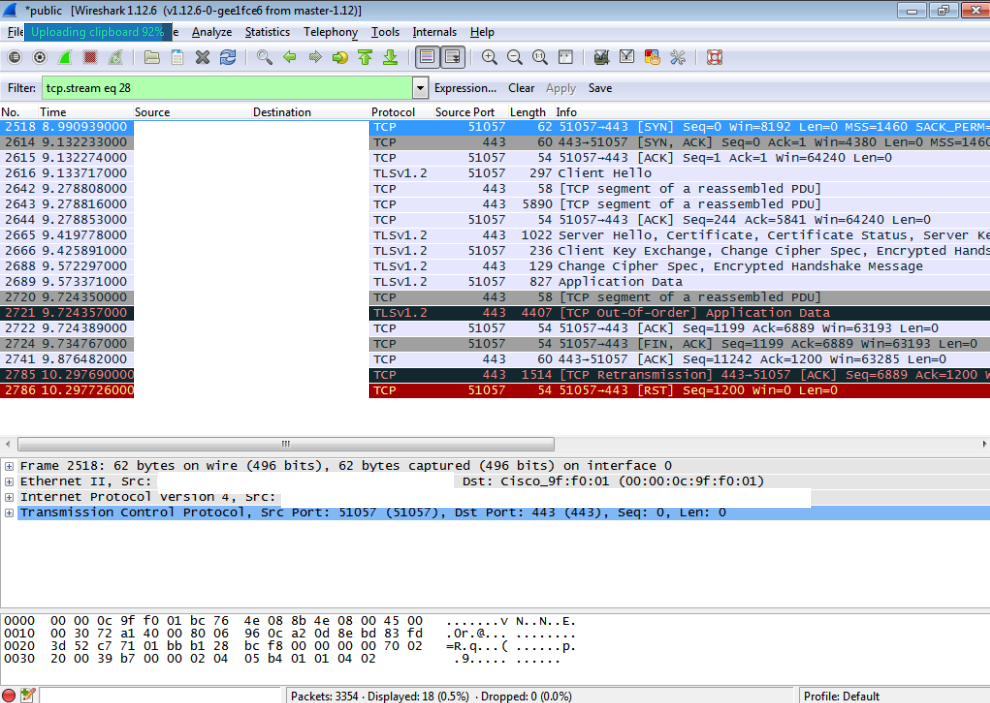 *public [Wireshark 1.12.6 (v1.12.6-0-gee1fce6 from master-1.12)]
File Uploading clipboard 92% e Analyze Statistics Telephony Tools Internals Help
Filter: tcp.stream eq 28 Expression... Clear Apply Save
No. Time Source Destination Protocol Source Port Length Info
2518 8.990939000 TCP 51057 62 51057→443 [SYN] Seq=0 Win=8192 Len=0 MSS=1460 SACK_PERM=
2614 9.132233000 TCP 443 60 443→51057 [SYN, ACK] Seq=0 Ack=1 Win=4380 Len=0 MSS=1460
2615 9.132274000 TCP 51057 54 51057→443 [ACK] Seq=1 Ack=1 Win=64240 Len=0
2616 9.133717000 TLSv1.2 51057 297 Client Hello
2642 9.278808000 TCP 443 58 [TCP segment of a reassembled PDU]
2643 9.278816000 TCP 443 5890 [TCP segment of a reassembled PDU]
2644 9.278853000 TCP 51057 54 51057→443 [ACK] Seq=244 Ack=5841 Win=64240 Len=0
2665 9.419778000 TLSv1.2 443 1022 Server Hello, Certificate, Certificate Status, Server Ke
2666 9.425891000 TLSv1.2 51057 236 Client Key Exchange, Change Cipher Spec, Encrypted Hands
2688 9.572297000 TLSv1.2 443 129 Change Cipher Spec, Encrypted Handshake Message
2689 9.573371000 TLSv1.2 51057 827 Application Data
2720 9.724350000 TCP 443 58 [TCP segment of a reassembled PDU]
2721 9.724357000 TLSv1.2 443 4407 [TCP Out-Of-Order] Application Data
2722 9.724389000 TCP 51057 54 51057→443 [ACK] Seq=1199 Ack=6889 Win=63193 Len=0
2724 9.734767000 TCP 51057 54 51057→443 [FIN, ACK] Seq=1199 Ack=6889 Win=63193 Len=0
2741 9.876482000 TCP 443 60 443→51057 [ACK] Seq=11242 Ack=1200 Win=63285 Len=0
2785 10.297690000 TCP 443 1514 [TCP Retransmission] 443→51057 [ACK] Seq=6889 Ack=1200 W
2786 10.297726000 TCP 51057 54 51057→443 [RST] Seq=1200 Win=0 Len=0
Frame 2518: 62 bytes on wire (496 bits), 62 bytes captured (496 bits) on interface 0
Ethernet II, Src: Dst: Cisco_9f:f0:01 (00:00:0c:9f:f0:01)
Internet Protocol Version 4, Src:
Transmission Control Protocol, Src Port: 51057 (51057), Dst Port: 443 (443), Seq: 0, Len: 0
0000 00 00 0c 9f f0 01 bc 76 4e 08 8b 4e 08 00 45 00 .......v N..N..E.
0010 00 30 72 a1 40 00 80 06 96 0c a2 0d 8e bd 83 fd .0r.@... ........
0020 3d 52 c7 71 01 bb b1 28 bc f8 00 00 00 00 70 02 =R.q...( ......p.
0030 20 00 39 b7 00 00 02 04 05 b4 01 01 04 02 .9..... ......
Packets: 3354 · Displayed: 18 (0.5%) · Dropped: 0 (0.0%) Profile: Default